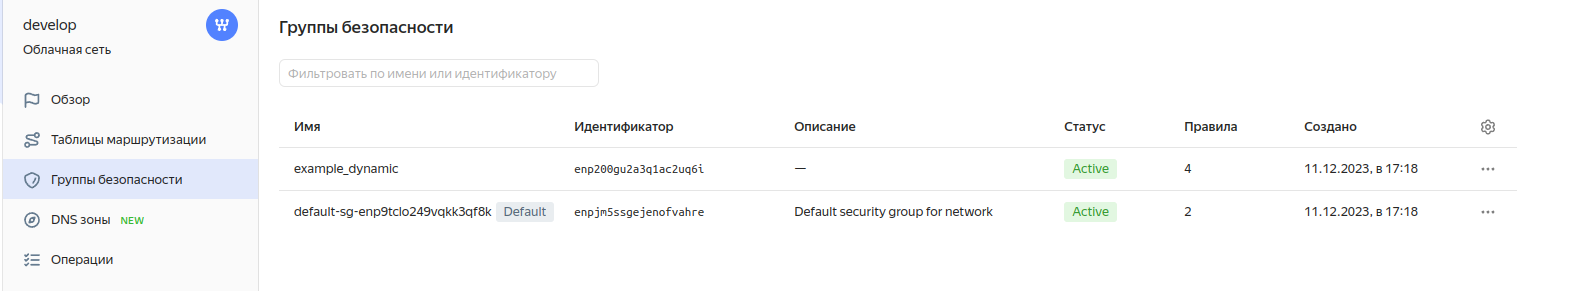 develop
Облачная сеть
Обзор
Таблицы маршрутизации
Группы безопасности
DNS зоны NEW
Операции
Группы безопасности
Фильтровать по имени или идентификатору
Имя Идентификатор Описание Статус Правила Создано
example_dynamic enp200gu2a3q1ac2uq6i — Active 4 11.12.2023, в 17:18
default-sg-enp9tclo249vqkk3qf8k Default enpjm5ssgejenofvahre Default security group for network Active 2 11.12.2023, в 17:18